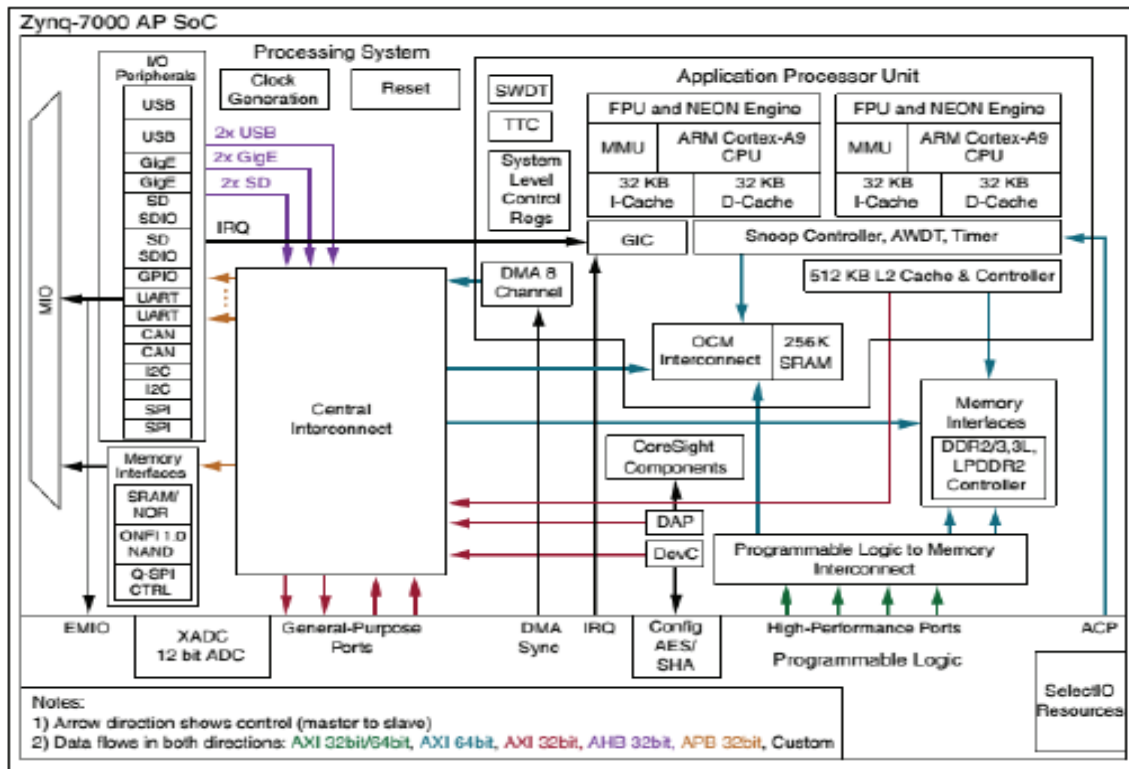 Zynq-7000 AP SoC
I/O
Peripherals
USB
USB
GigE
GigE
SD
SDIO
SD
SDIO
GPIO
UART
UART
CAN
CAN
I2C
I2C
SPI
SPI
MIO
Memory
Interfaces
SRAM/
NOR
ONFI 1.0
NAND
Q-SPI
CTRL
Processing System
Clock
Generation
Reset
2x USB
2x GigE
2x SD
IRQ
Central
Interconnect
SWDT
TTC
System
Level
Control
Regs
DMA 8
Channel
Application Processor Unit
FPU and NEON Engine
MMU
ARM Cortex-A9
CPU
32 KB
I-Cache
32 KB
D-Cache
FPU and NEON Engine
MMU
ARM Cortex-A9
CPU
32 KB
I-Cache
32 KB
D-Cache
GIC
Snoop Controller, AWDT, Timer
512 KB L2 Cache & Controller
OCM
Interconnect
256K
SRAM
Memory
Interfaces
DDR2/3,3L,
LPDDR2
Controller
CoreSight
Components
DAP
DevC
Programmable Logic to Memory
Interconnect
EMIO
XADC
12 bit ADC
General-Purpose
Ports
DMA
Sync
IRQ
Config
AES/
SHA
High-Performance Ports
ACP
Programmable Logic
SelectIO
Resources
Notes:
1) Arrow direction shows control (master to slave)
2) Data flows in both directions: AXI 32bit/64bit, AXI 64bit, AXI 32bit, AHB 32bit, APB 32bit, Custom